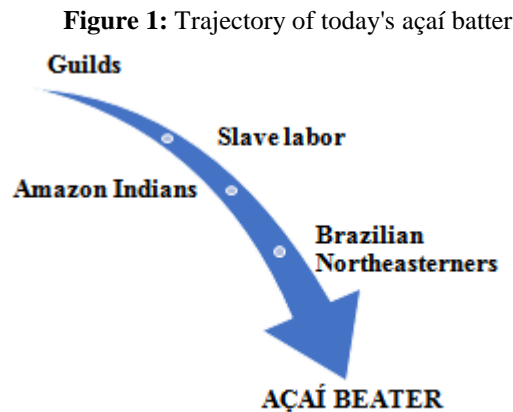 Figure 1: Trajectory of today's açaí batter
Guilds
Slave labor
Amazon Indians
Brazilian
Northeasterners
AÇAÍ BEATER